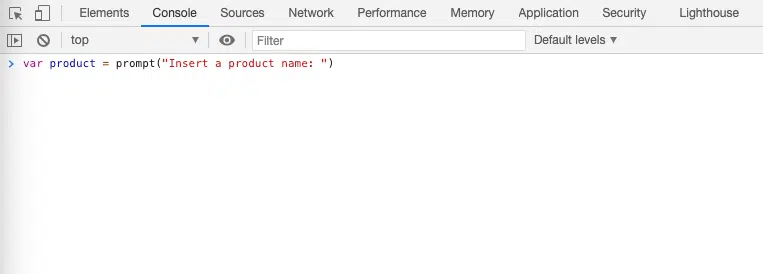 Elements Console Sources Network Performance Memory Application Security Lighthouse
top Filter Default levels
var product = prompt("Insert a product name: ")